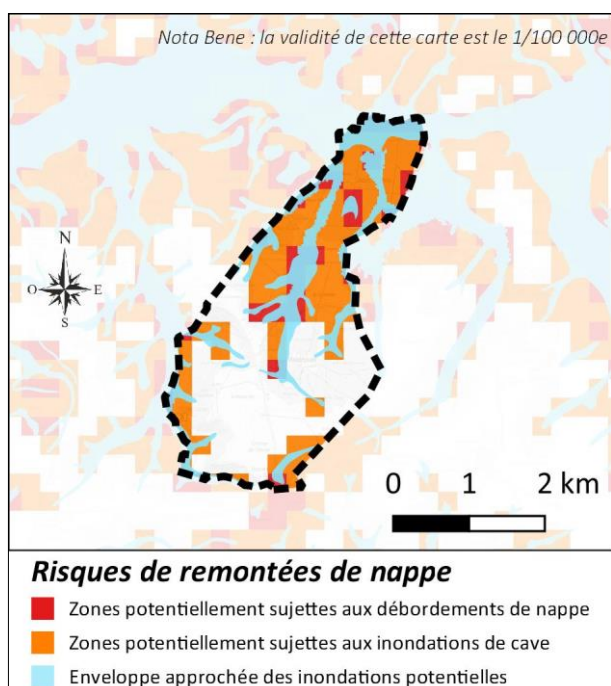 Nota Bene : la validité de cette carte est le 1/100 000e
N
O E
S
0 1 2 km
Risques de remontées de nappe
Zones potentiellement sujettes aux débordements de nappe
Zones potentiellement sujettes aux inondations de cave
Enveloppe approchée des inondations potentielles